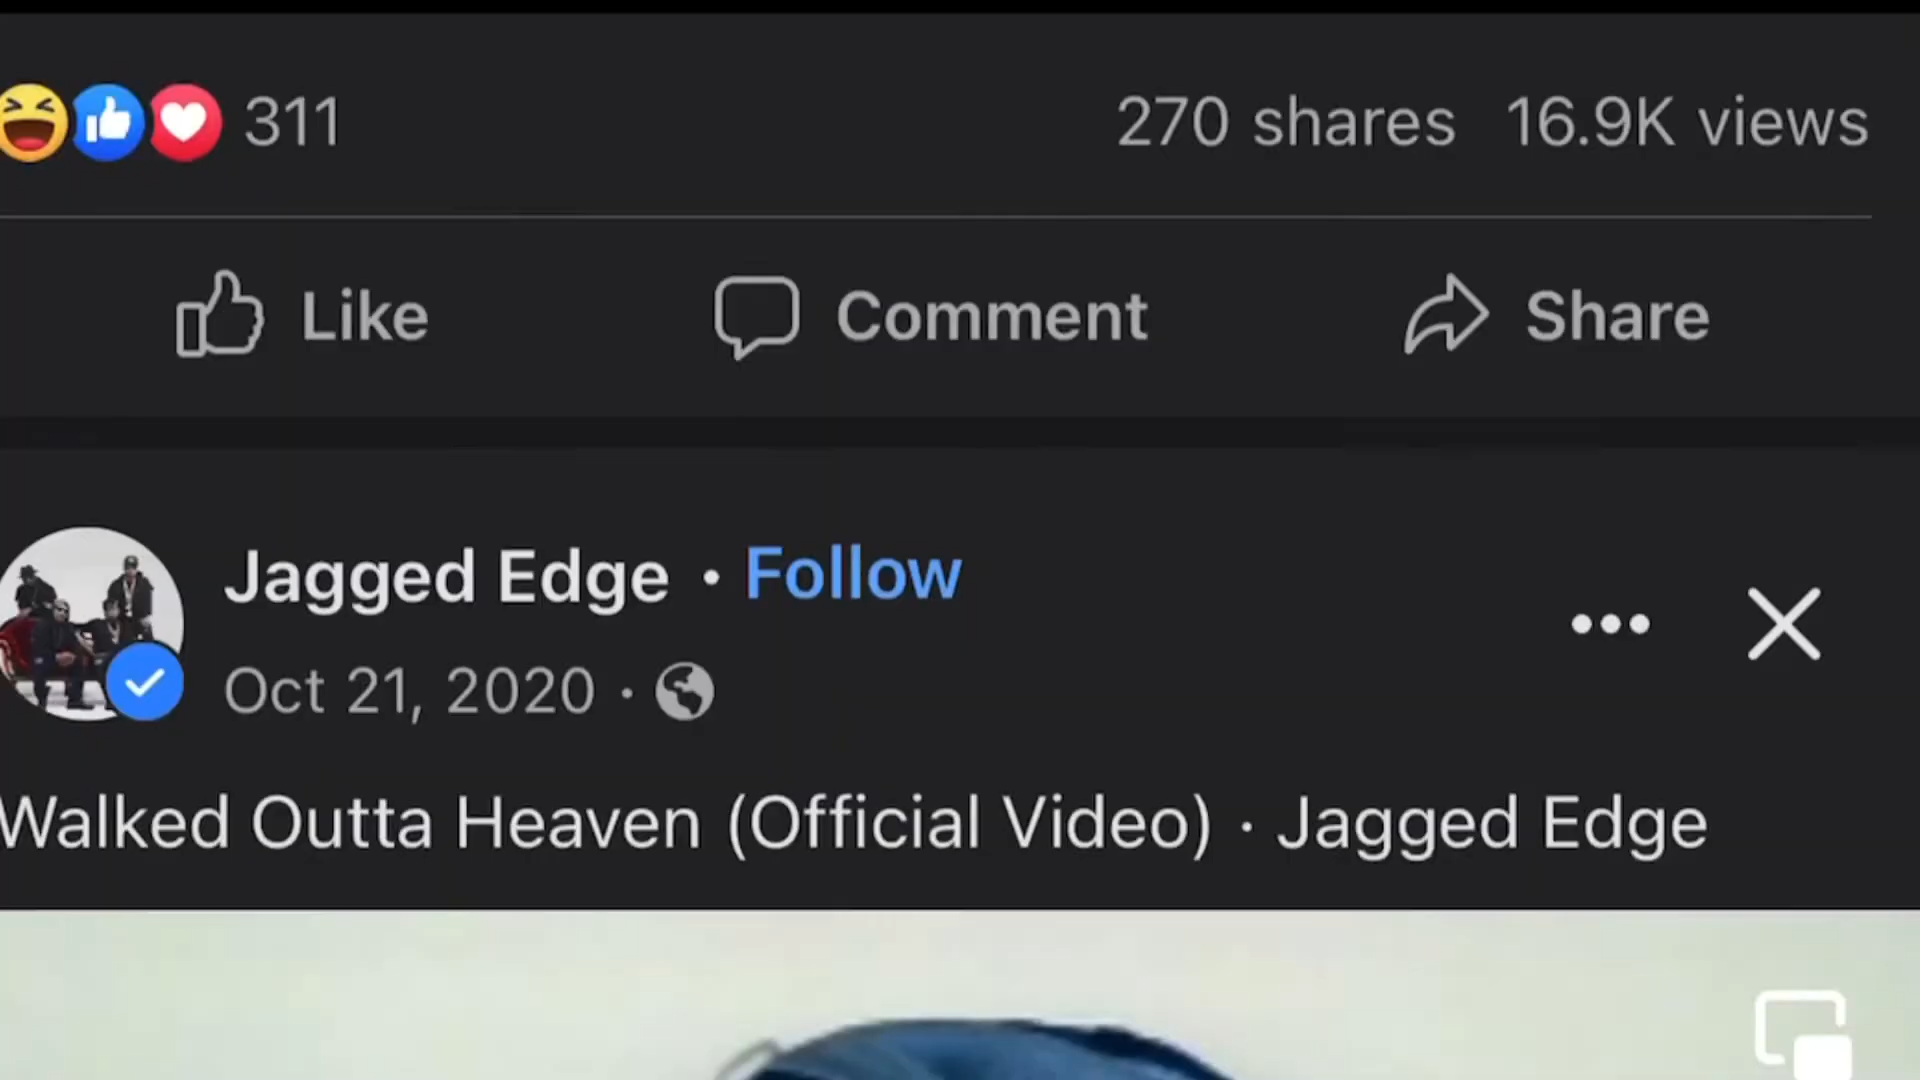 311 270 shares 16.9K views
Like Comment Share
Jagged Edge · Follow
Oct 21, 2020 ·
Walked Outta Heaven (Official Video) · Jagged Edge